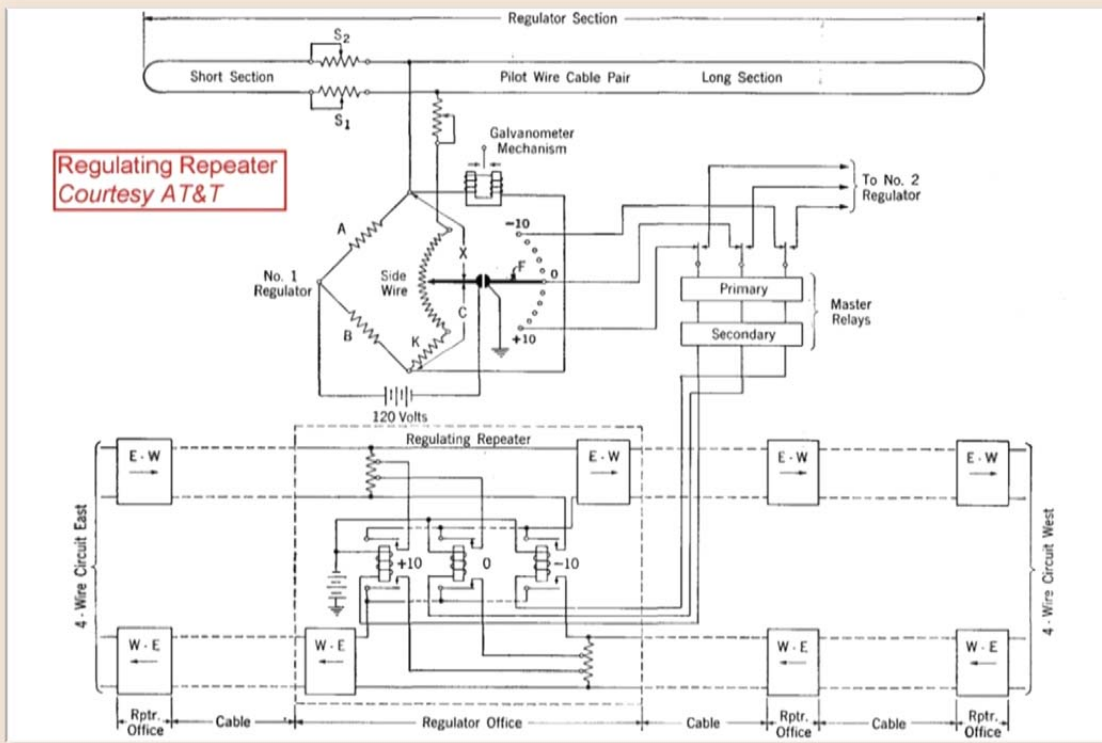 Regulator Section
S2
Short Section
Pilot Wire Cable Pair
Long Section
S1
Galvanometer
Mechanism
Regulating Repeater
Courtesy AT&T
To No. 2
Regulator
A
-10
X
F
0
No. 1
Regulator
Side
Wire
Primary
Master
Relays
C
B
K
+10
Secondary
120 Volts
Regulating Repeater
E - W
E - W
E - W
E - W
4 - Wire Circuit East
4 - Wire Circuit West
+10
0
-10
W - E
W - E
W - E
W - E
Rptr.
Office
Cable
Regulator Office
Cable
Rptr.
Office
Cable
Rptr.
Office